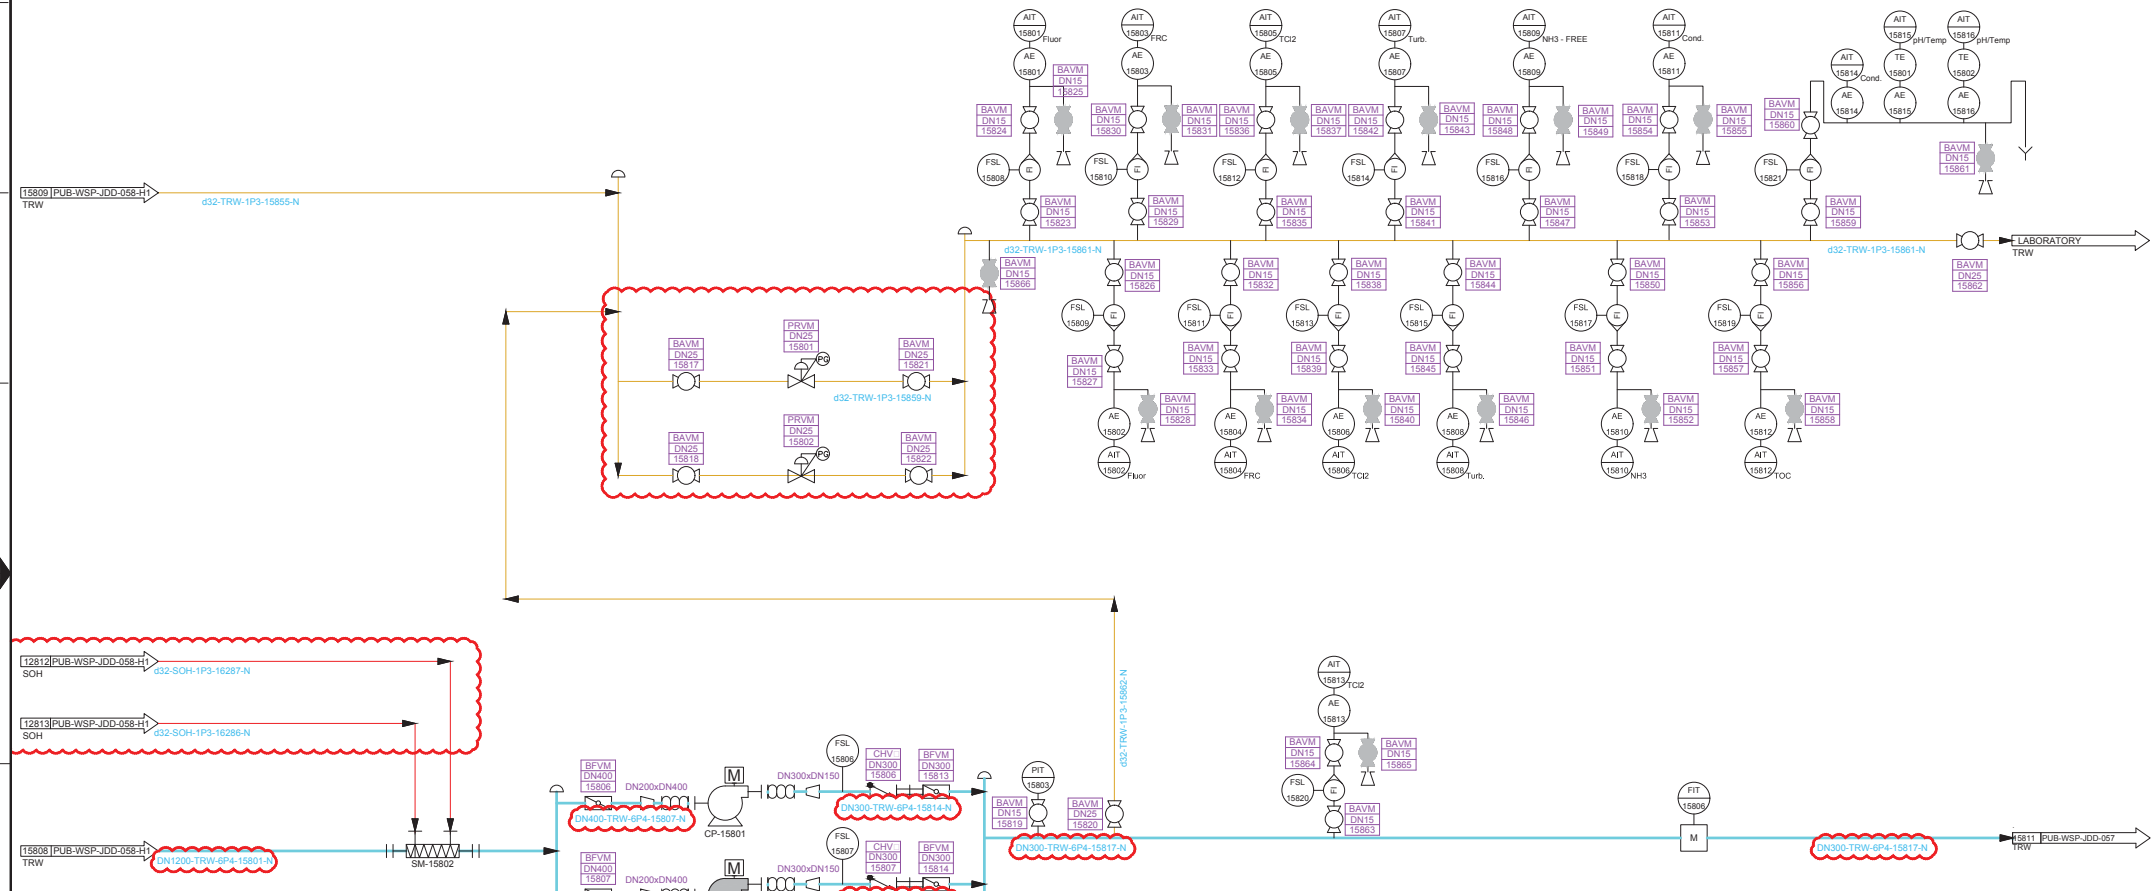 AIT
15801
Fluor
AE
15801
BAVM
DN15
15825
BAVM
DN15
15824
FSL
15808
FI
BAVM
DN15
15823
AIT
15803
FRC
AE
15803
BAVM
DN15
15830
BAVM
DN15
15831
FSL
15810
FI
BAVM
DN15
15829
AIT
15805
TCl2
AE
15805
BAVM
DN15
15836
BAVM
DN15
15837
FSL
15812
FI
BAVM
DN15
15835
AIT
15807
Turb.
AE
15807
BAVM
DN15
15842
BAVM
DN15
15843
FSL
15814
FI
BAVM
DN15
15841
AIT
15809
NH3 - FREE
AE
15809
BAVM
DN15
15848
BAVM
DN15
15849
FSL
15816
FI
BAVM
DN15
15847
AIT
15811
Cond.
AE
15811
BAVM
DN15
15854
BAVM
DN15
15855
FSL
15818
FI
BAVM
DN15
15853
AIT
15814
Cond.
AE
15814
AIT
15815
pH/Temp
TE
15801
AE
15815
AIT
15816
pH/Temp
TE
15802
AE
15816
BAVM
DN15
15860
BAVM
DN15
15861
FSL
15821
FI
BAVM
DN15
15859
15809 PUB-WSP-JDD-058-H1
TRW
d32-TRW-1P3-15855-N
d32-TRW-1P3-15861-N
d32-TRW-1P3-15861-N
LABORATORY
TRW
BAVM
DN25
15862
BAVM
DN15
15866
BAVM
DN15
15826
FSL
15809
FI
BAVM
DN15
15827
BAVM
DN15
15828
AE
15802
AIT
15802
Fluor
BAVM
DN15
15832
FSL
15811
FI
BAVM
DN15
15833
BAVM
DN15
15834
AE
15804
AIT
15804
FRC
BAVM
DN15
15838
FSL
15813
FI
BAVM
DN15
15839
BAVM
DN15
15840
AE
15806
AIT
15806
TCl2
BAVM
DN15
15844
FSL
15815
FI
BAVM
DN15
15845
BAVM
DN15
15846
AE
15808
AIT
15808
Turb.
BAVM
DN15
15850
FSL
15817
FI
BAVM
DN15
15851
BAVM
DN15
15852
AE
15810
AIT
15810
NH3
BAVM
DN15
15856
FSL
15819
FI
BAVM
DN15
15857
BAVM
DN15
15858
AE
15812
AIT
15812
TOC
BAVM
DN25
15817
PRVM
DN25
15801
PG
BAVM
DN25
15821
d32-TRW-1P3-15859-N
BAVM
DN25
15818
PRVM
DN25
15802
PG
BAVM
DN25
15822
12812 PUB-WSP-JDD-058-H1
SOH
d32-SOH-1P3-16287-N
12813 PUB-WSP-JDD-058-H1
SOH
d32-SOH-1P3-16286-N
15808 PUB-WSP-JDD-058-H1
TRW
DN1200-TRW-6P4-15801-N
SM-15802
BFVM
DN400
15806
DN200xDN400
DN400-TRW-6P4-15807-N
M
CP-15801
DN300xDN150
FSL
15806
CHV
DN300
15806
BFVM
DN300
15813
DN300-TRW-6P4-15814-N
BFVM
DN400
15807
DN200xDN400
M
DN300xDN150
FSL
15807
CHV
DN300
15807
BFVM
DN300
15814
PIT
15803
BAVM
DN15
15819
BAVM
DN25
15820
d32-TRW-1P3-15862-N
DN300-TRW-6P4-15817-N
AIT
15813
TCl2
AE
15813
BAVM
DN15
15864
BAVM
DN15
15865
FSL
15820
FI
BAVM
DN15
15863
FIT
15806
M
DN300-TRW-6P4-15817-N
15811 PUB-WSP-JDD-057
TRW